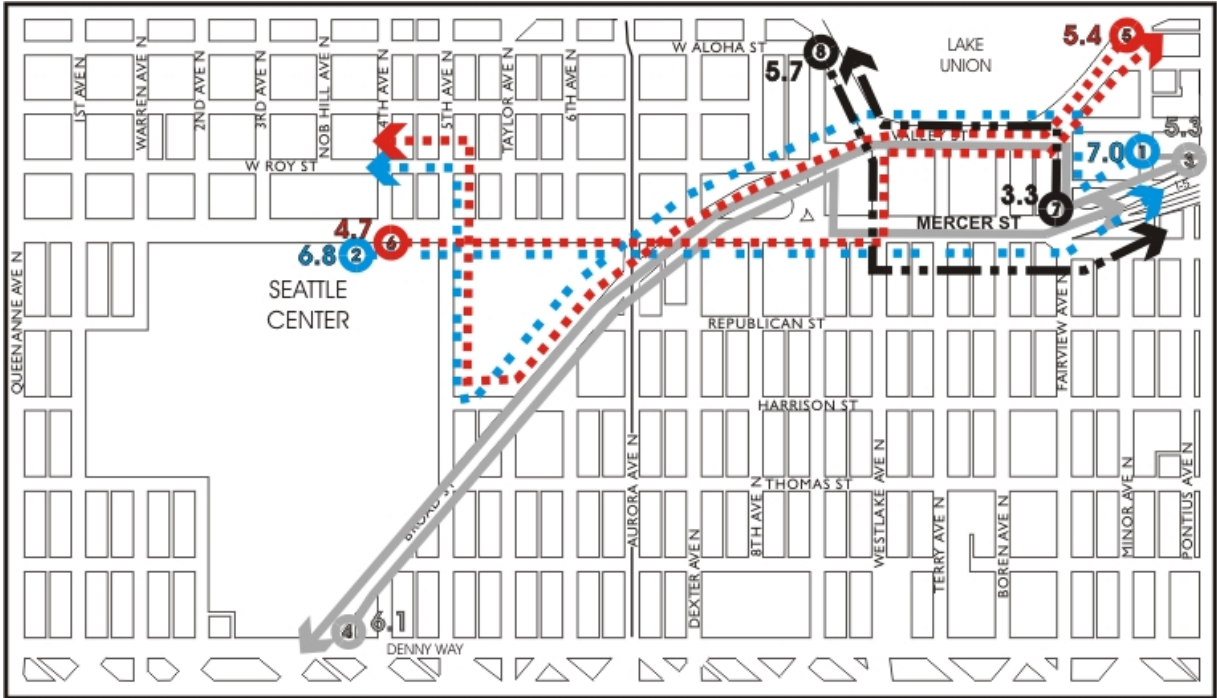 5.4
5
LAKE
UNION
W ALOHA ST
8
5.7
1ST AVE N
WARREN AVE N
2ND AVE N
3RD AVE N
NOB HILL AVE N
4TH AVE N
5TH AVE N
TAYLOR AVE N
6TH AVE N
VALLEY ST
5.3
3
7.0
1
I-5
W ROY ST
3.3
7
MERCER ST
4.7
6
6.8
2
SEATTLE
CENTER
QUEEN ANNE AVE N
REPUBLICAN ST
FAIRVIEW AVE N
HARRISON ST
THOMAS ST
BROAD ST
AURORA AVE N
DEXTER AVE N
8TH AVE N
WESTLAKE AVE N
TERRY AVE N
BOREN AVE N
MINOR AVE N
PONTIUS AVE N
4
6.1
DENNY WAY